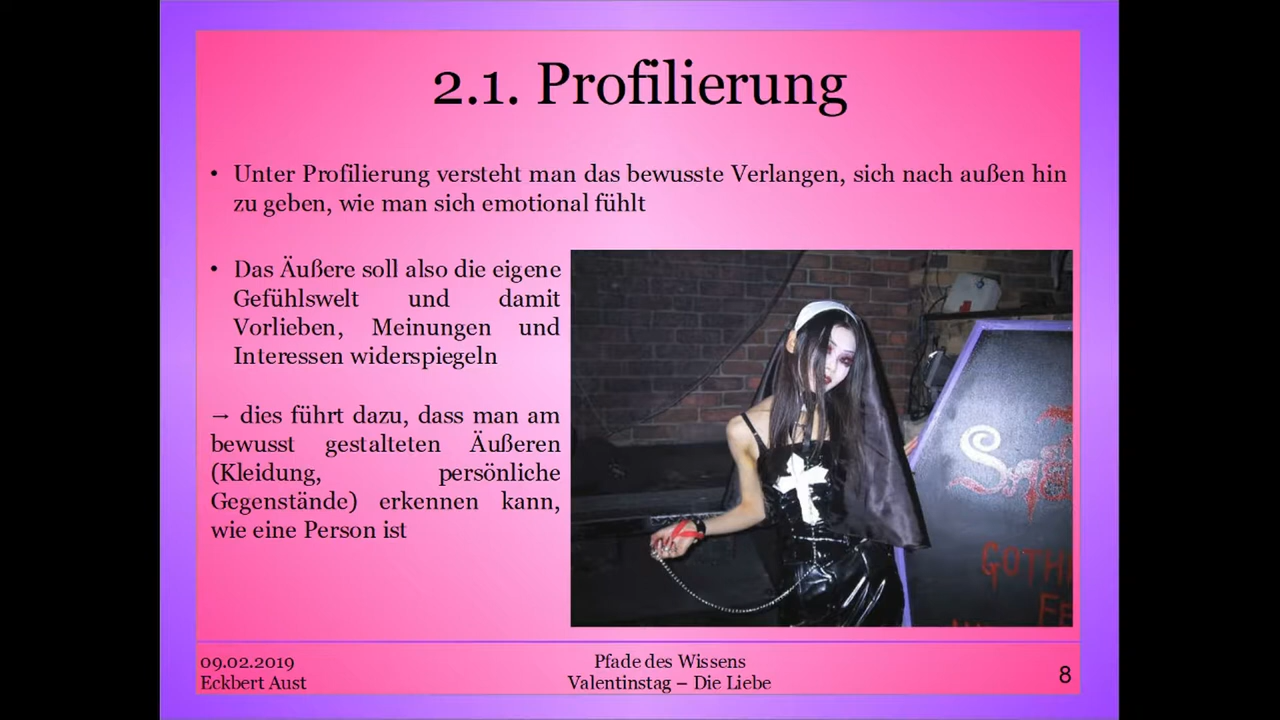 2.1. Profilierung
• Unter Profilierung versteht man das bewusste Verlangen, sich nach außen hin
zu geben, wie man sich emotional fühlt
• Das Äußere soll also die eigene
Gefühlswelt und damit
Vorlieben, Meinungen und
Interessen widerspiegeln
→ dies führt dazu, dass man am
bewusst gestalteten Äußeren
(Kleidung, persönliche
Gegenstände) erkennen kann,
wie eine Person ist
09.02.2019
Eckbert Aust
Pfade des Wissens
Valentinstag – Die Liebe
8